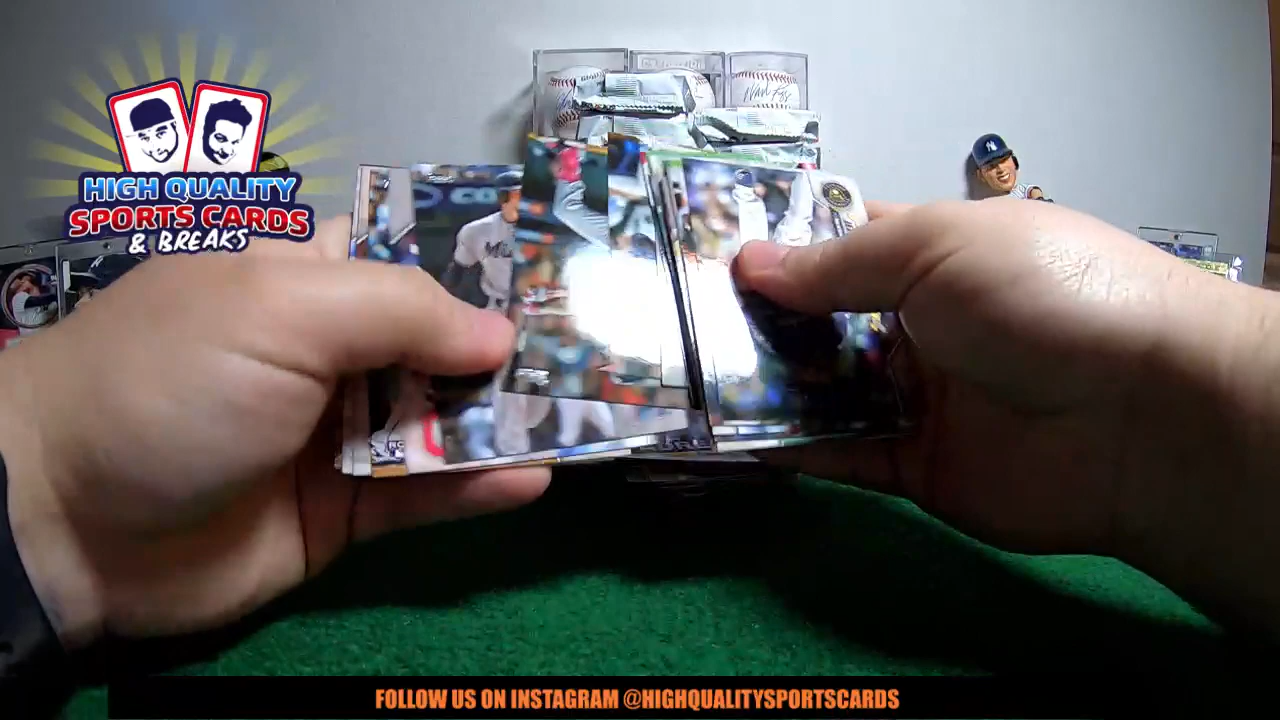 HIGH QUALITY
SPORTS CARDS
& BREAKS
FOLLOW US ON INSTAGRAM @HIGHQUALITYSPORTSCARDS